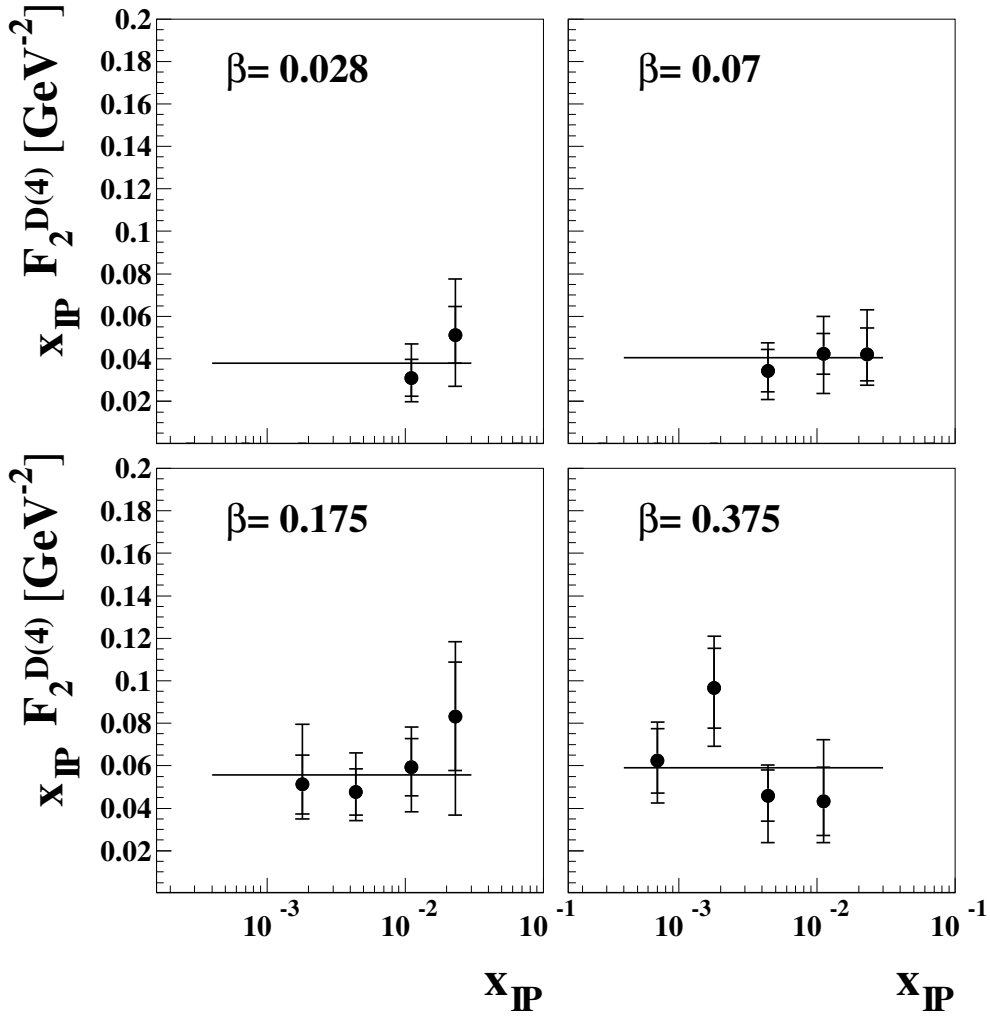 x_IP F_2^D(4) [GeV^-2]
0.2
0.18
0.16
0.14
0.12
0.1
0.08
0.06
0.04
0.02
β= 0.028
β= 0.07
x_IP F_2^D(4) [GeV^-2]
0.2
0.18
0.16
0.14
0.12
0.1
0.08
0.06
0.04
0.02
β= 0.175
β= 0.375
10^-3 10^-2 10^-1
10^-3 10^-2 10^-1
x_IP
x_IP